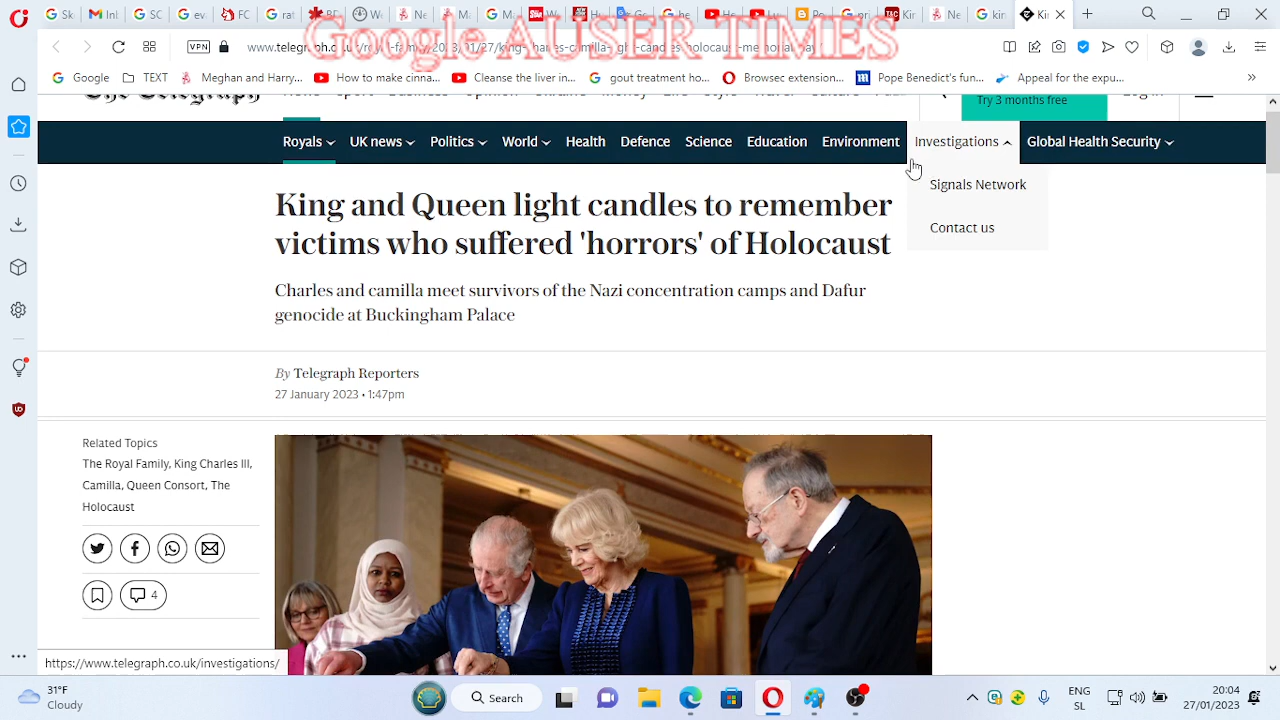 Google AUSER TIMES
VPN
Google
TEXT
Meghan and Harry...
How to make cinna...
Cleanse the liver in...
gout treatment ho...
Browsec extension...
Pope Benedict's fun...
Appeal for the expu...
The Telegraph
Try 3 months free
Royals
UK news
Politics
World
Health
Defence
Science
Education
Environment
Investigations
Global Health Security
Signals Network
Contact us
King and Queen light candles to remember
victims who suffered 'horrors' of Holocaust
Charles and camilla meet survivors of the Nazi concentration camps and Dafur
genocide at Buckingham Palace
By Telegraph Reporters
27 January 2023 • 1:47pm
Related Topics
The Royal Family, King Charles III,
Camilla, Queen Consort, The
Holocaust
4
https://www.telegraph.co.uk/investigations/
31°F
Cloudy
Search
ENG
SL
20:04
27/01/2023